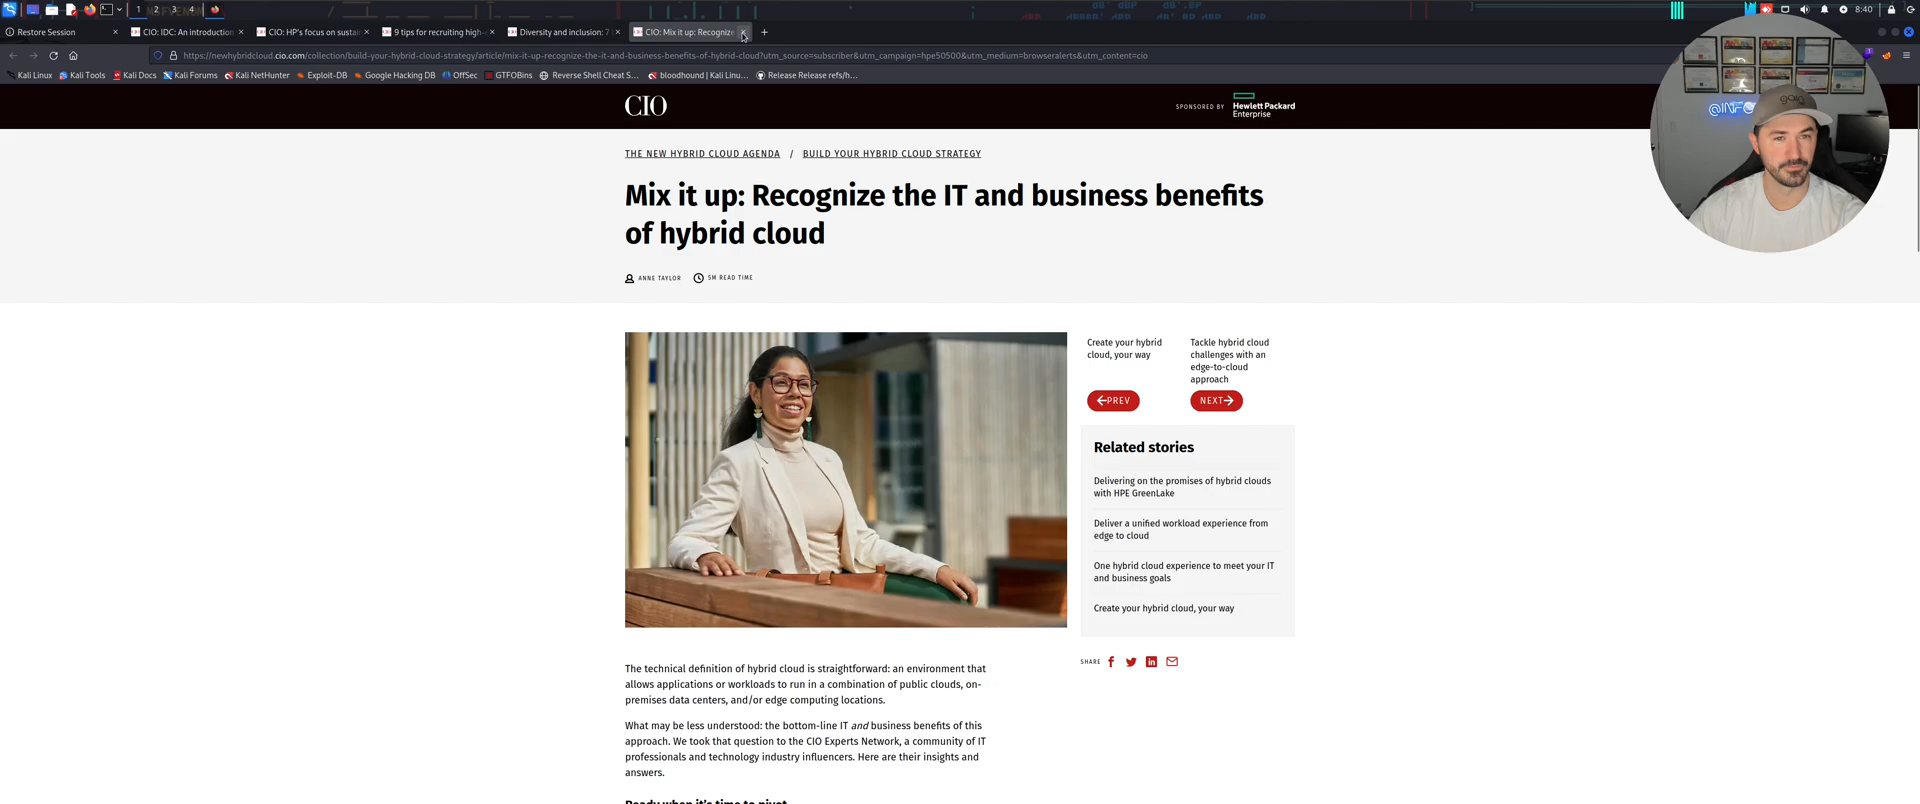 1 2 3 4 8:40
Restore Session
CIO: IDC: An introduction
CIO: HP's focus on sustain
9 tips for recruiting high-
Diversity and inclusion: 7
CIO: Mix it up: Recognize
https://newhybridcloud.cio.com/collection/build-your-hybrid-cloud-strategy/article/mix-it-up-recognize-the-it-and-business-benefits-of-hybrid-cloud?utm_source=subscriber&utm_campaign=hpe50500&utm_medium=browseralerts&utm_content=cio
Kali Linux Kali Tools Kali Docs Kali Forums Kali NetHunter Exploit-DB Google Hacking DB OffSec GTFOBins Reverse Shell Cheat S... bloodhound | Kali Linu... Release Release refs/h...
CIO
SPONSORED BY
Hewlett Packard
Enterprise
@INFO
THE NEW HYBRID CLOUD AGENDA / BUILD YOUR HYBRID CLOUD STRATEGY
Mix it up: Recognize the IT and business benefits
of hybrid cloud
ANNE TAYLOR 5M READ TIME
Create your hybrid
cloud, your way
PREV
Tackle hybrid cloud
challenges with an
edge-to-cloud
approach
NEXT
Related stories
Delivering on the promises of hybrid clouds
with HPE GreenLake
Deliver a unified workload experience from
edge to cloud
One hybrid cloud experience to meet your IT
and business goals
Create your hybrid cloud, your way
SHARE
The technical definition of hybrid cloud is straightforward: an environment that
allows applications or workloads to run in a combination of public clouds, on-
premises data centers, and/or edge computing locations.
What may be less understood: the bottom-line IT and business benefits of this
approach. We took that question to the CIO Experts Network, a community of IT
professionals and technology industry influencers. Here are their insights and
answers.
Ready when it's time to pivot